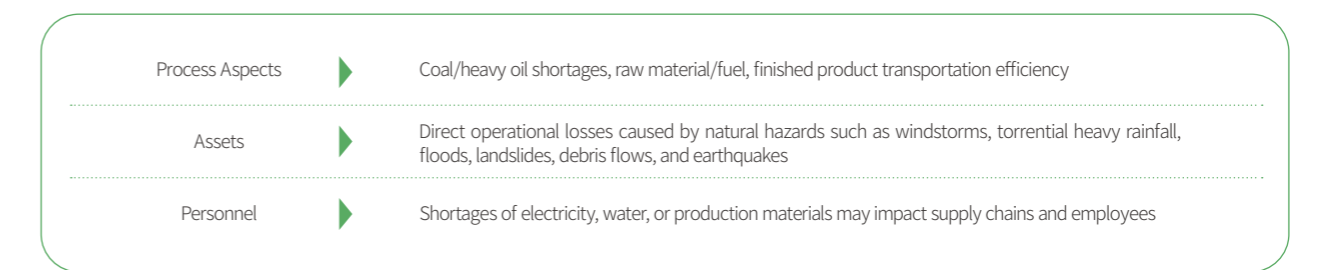 Process Aspects
Coal/heavy oil shortages, raw material/fuel, finished product transportation efficiency
Assets
Direct operational losses caused by natural hazards such as windstorms, torrential heavy rainfall,
floods, landslides, debris flows, and earthquakes
Personnel
Shortages of electricity, water, or production materials may impact supply chains and employees